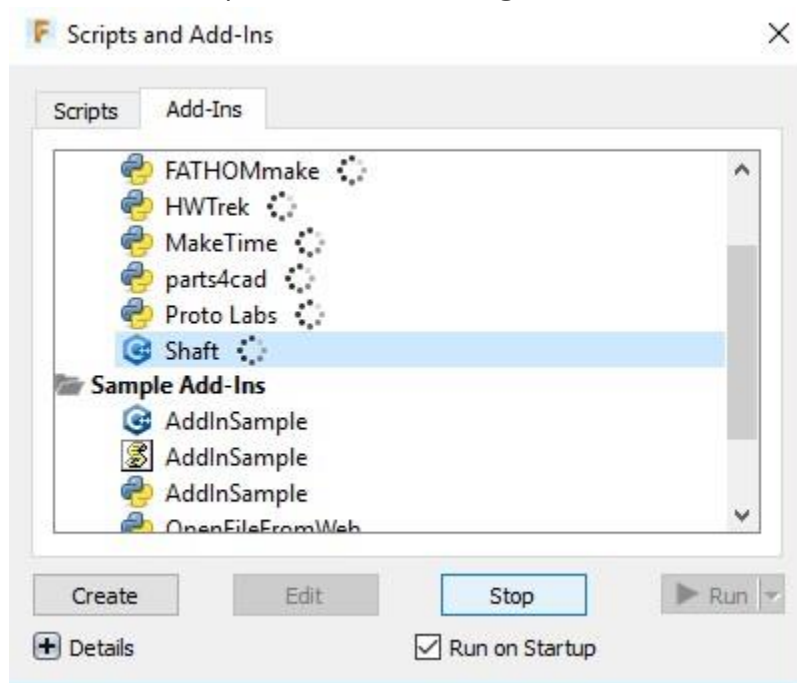 Scripts and Add-Ins
Scripts Add-Ins
FATHOMmake
HWTrek
MakeTime
parts4cad
Proto Labs
Shaft
Sample Add-Ins
AddInSample
AddInSample
AddInSample
OpenFileFromWeb
Create Edit Stop Run
Details Run on Startup